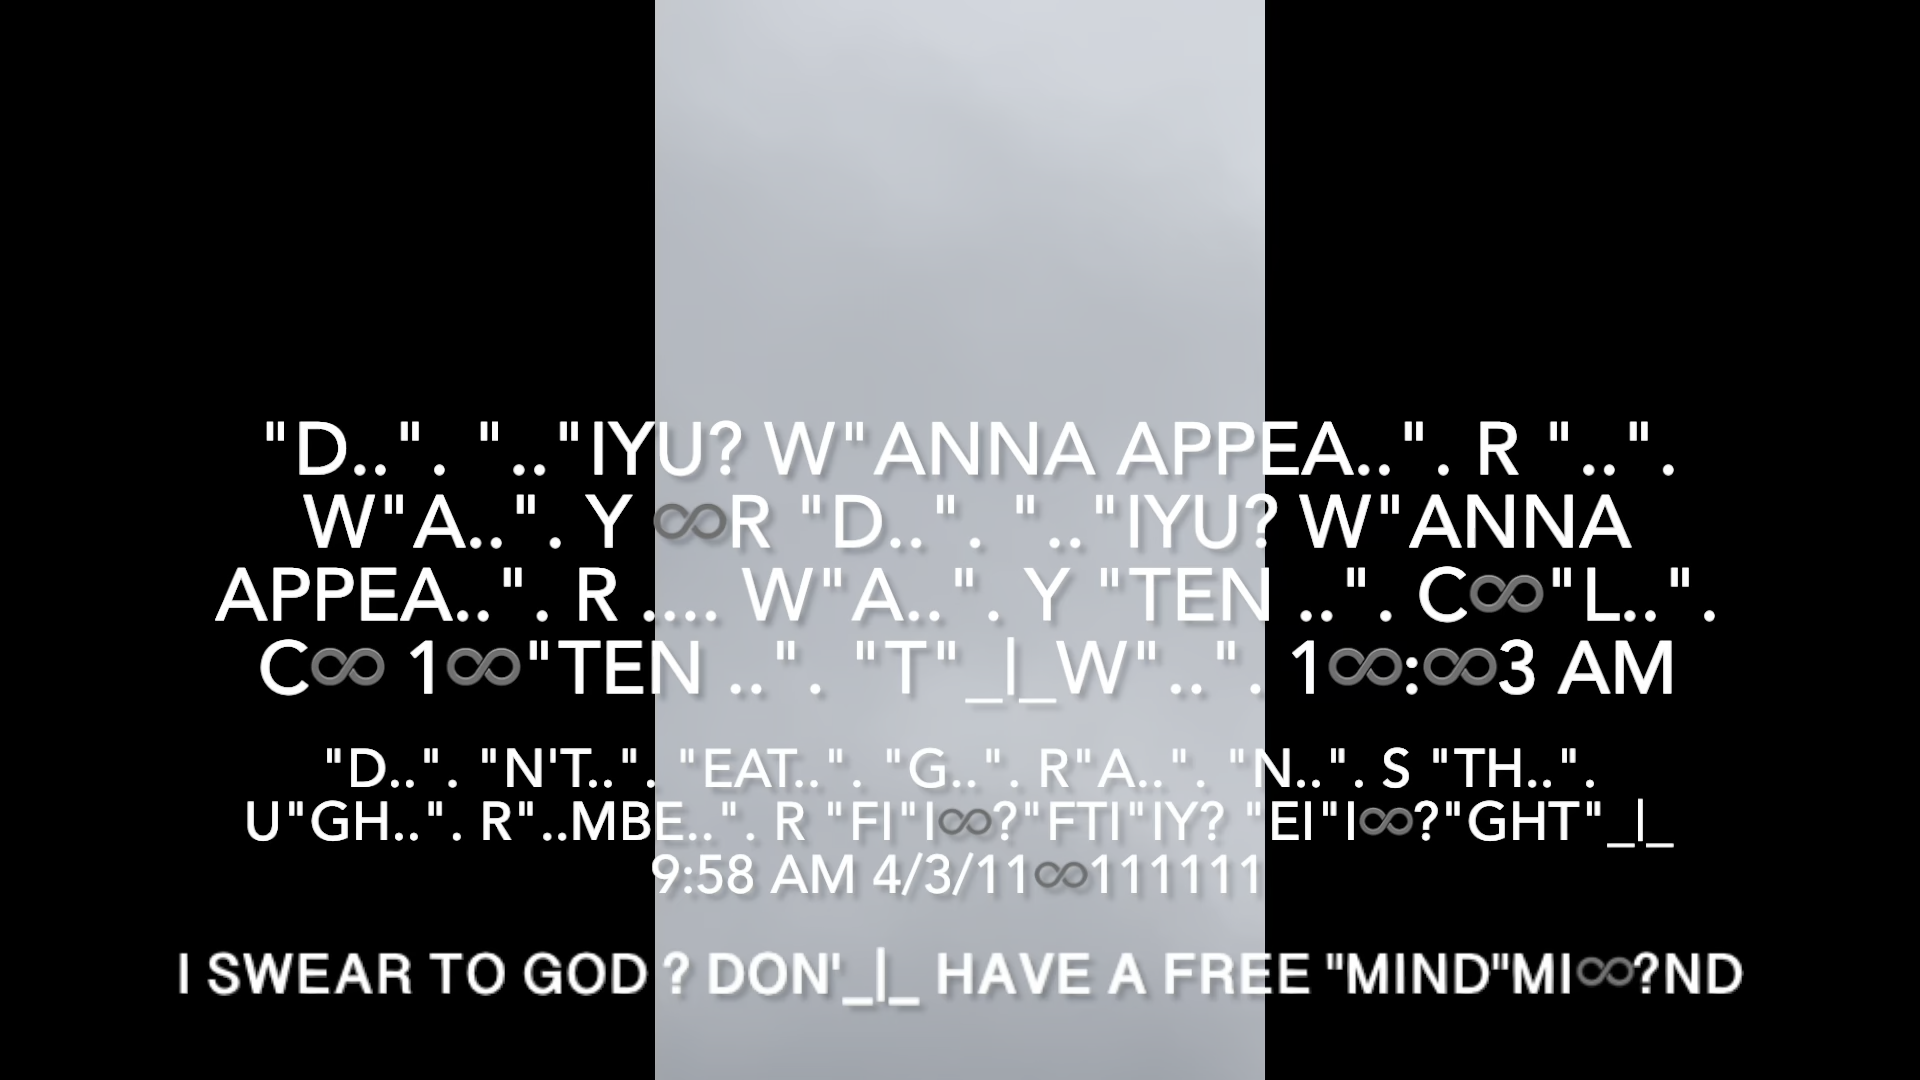 "D..". "..."IYU? W"ANNA APPEA..". R "..".
W"A..". Y ♾️R "D..". ".. "IYU? W"ANNA
APPEA..". R .... W"A..". Y "TEN ..". C♾️"L..".
C♾️ 1♾️"TEN ..". "T"_|_W"..". 1♾️:♾️3 AM
"D..". "N'T..". "EAT..". "G..". R"A..". "N..". S "TH..".
U"GH..". R"..MBE..". R "FI"I♾️?"FTI"IY? "EI"I♾️?"GHT"_|_
9:58 AM 4/3/11♾️111111
I SWEAR TO GOD ? DON'_|_ HAVE A FREE "MIND"MI♾️?ND